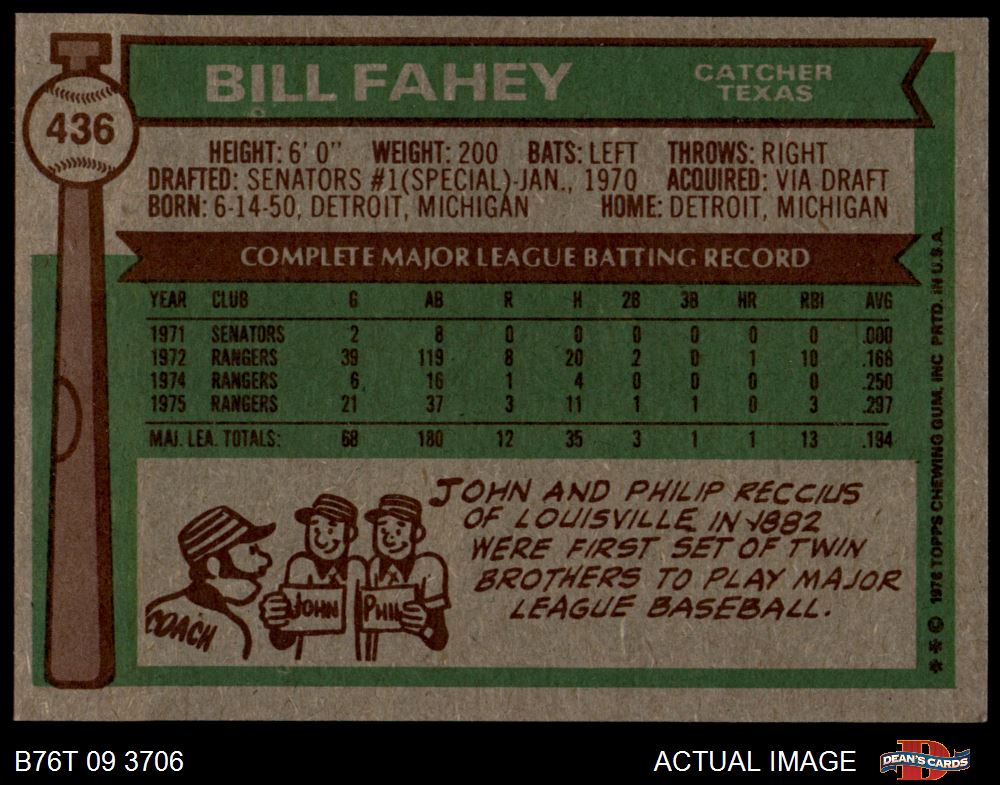 BILL FAHEY
CATCHER
TEXAS
436
HEIGHT: 6' 0" WEIGHT: 200 BATS: LEFT THROWS: RIGHT
DRAFTED: SENATORS #1(SPECIAL)-JAN., 1970 ACQUIRED: VIA DRAFT
BORN: 6-14-50, DETROIT, MICHIGAN HOME: DETROIT, MICHIGAN
COMPLETE MAJOR LEAGUE BATTING RECORD
YEAR CLUB G AB R H 2B 3B HR RBI AVG
1971 SENATORS 2 8 0 0 0 0 0 0 .000
1972 RANGERS 39 119 8 20 2 0 1 10 .168
1974 RANGERS 6 16 1 4 0 0 0 0 .250
1975 RANGERS 21 37 3 11 1 1 0 3 .297
MAJ. LEA. TOTALS: 68 180 12 35 3 1 1 13 .194
JOHN AND PHILIP RECCIUS
OF LOUISVILLE IN 1882
WERE FIRST SET OF TWIN
BROTHERS TO PLAY MAJOR
LEAGUE BASEBALL.
COACH
JOHN
PHIL
** © 1976 TOPPS CHEWING GUM, INC PRTD. IN U.S.A.
B76T 09 3706
ACTUAL IMAGE
DEAN'S CARDS